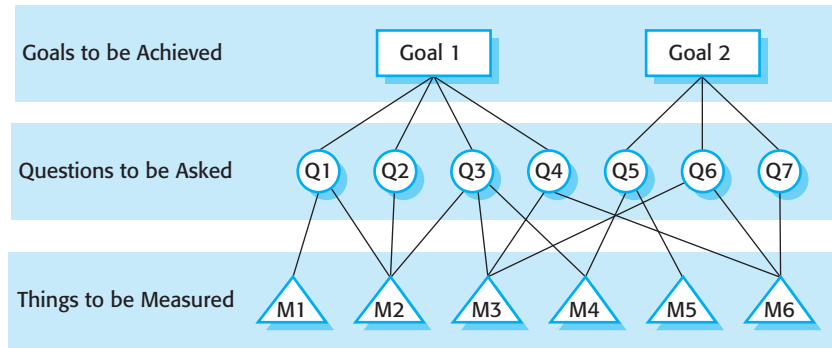 Goals to be Achieved
Goal 1
Goal 2
Questions to be Asked
Q1
Q2
Q3
Q4
Q5
Q6
Q7
Things to be Measured
M1
M2
M3
M4
M5
M6